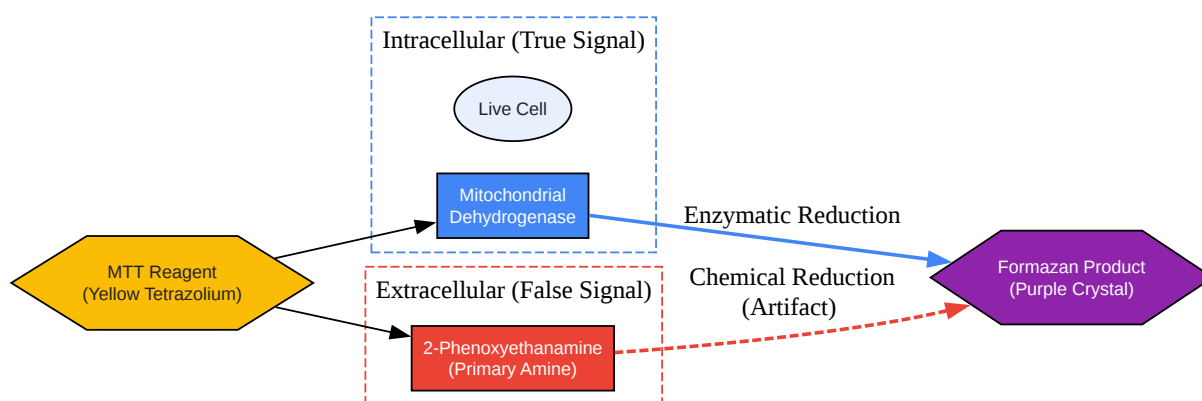 Intracellular (True Signal)
Live Cell
Mitochondrial
Dehydrogenase
Enzymatic Reduction
MTT Reagent
(Yellow Tetrazolium)
Extracellular (False Signal)
2-Phenoxyethanamine
(Primary Amine)
Chemical Reduction
(Artifact)
Formazan Product
(Purple Crystal)